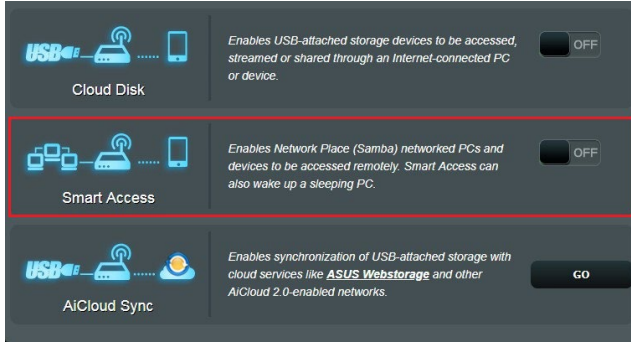 Enables USB-attached storage devices to be accessed,
streamed or shared through an Internet-connected PC
or device.
OFF
USB
Cloud Disk
Enables Network Place (Samba) networked PCs and
devices to be accessed remotely. Smart Access can
also wake up a sleeping PC.
OFF
Smart Access
Enables synchronization of USB-attached storage with
cloud services like ASUS Webstorage and other
AiCloud 2.0-enabled networks.
GO
USB
AiCloud Sync